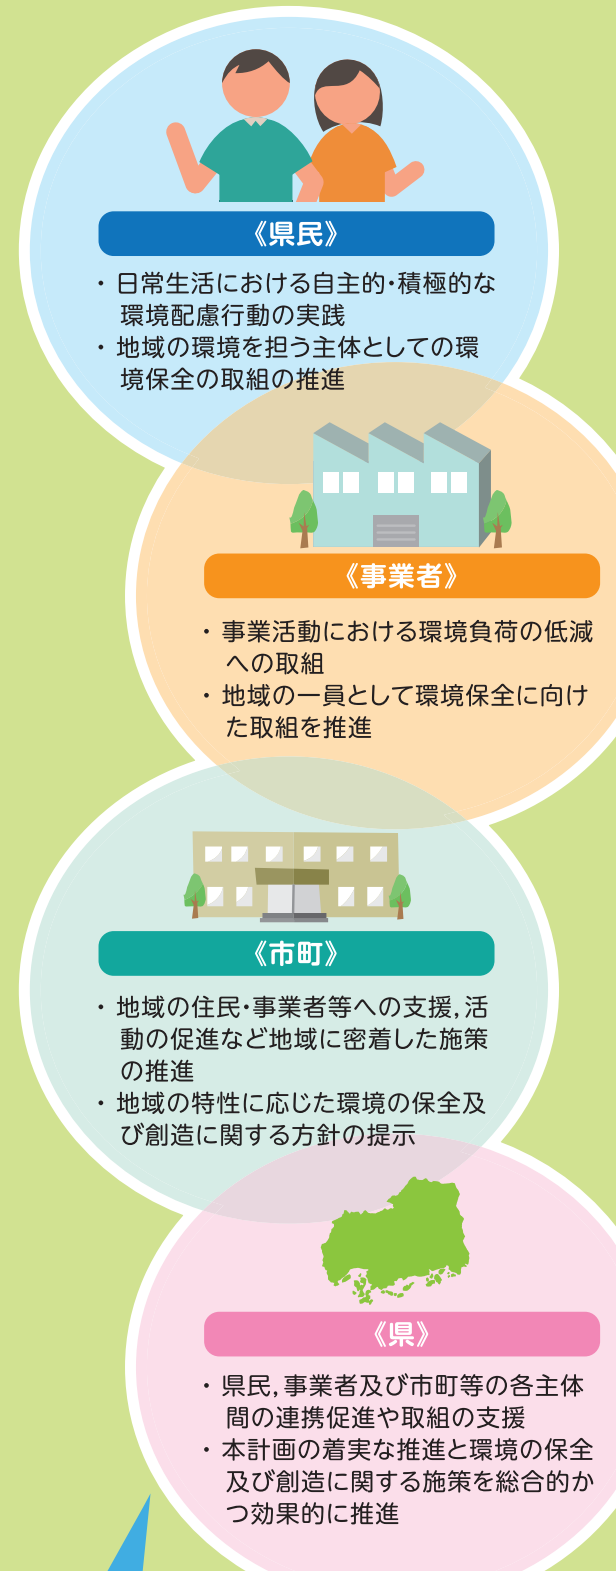 《県民》
・ 日常生活における自主的・積極的な
環境配慮行動の実践
・ 地域の環境を担う主体としての環
境保全の取組の推進
《事業者》
・ 事業活動における環境負荷の低減
への取組
・ 地域の一員として環境保全に向け
た取組を推進
《市町》
・ 地域の住民・事業者等への支援，活
動の促進など地域に密着した施策
の推進
・ 地域の特性に応じた環境の保全及
び創造に関する方針の提示
《県》
・ 県民，事業者及び市町等の各主体
間の連携促進や取組の支援
・ 本計画の着実な推進と環境の保全
及び創造に関する施策を総合的か
つ効果的に推進